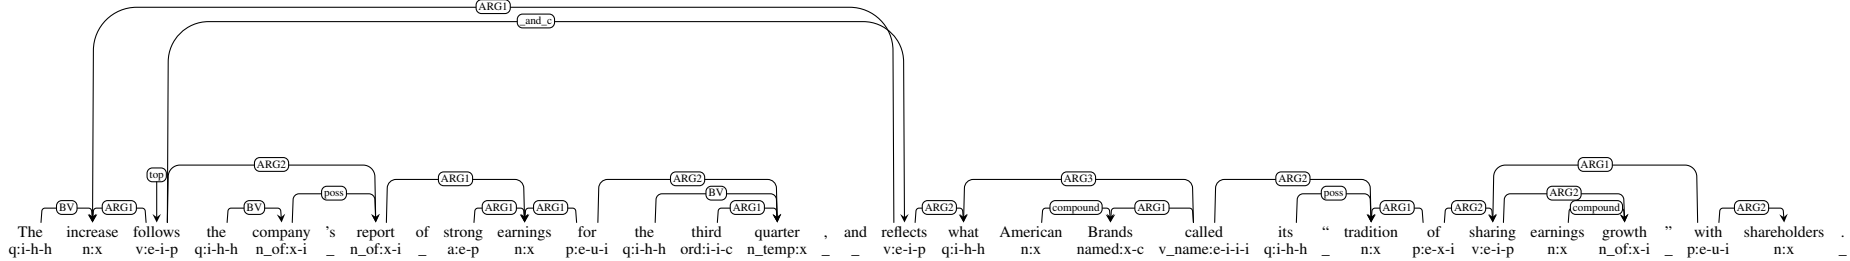 ARG1
_and_c
ARG2 ARG1
top ARG1 ARG2 ARG3 ARG2
poss BV poss ARG2
BV ARG1 BV ARG1 ARG1 ARG1 ARG2 compound ARG1 ARG1 ARG2 compound ARG2
The increase follows the company 's report of strong earnings for the third quarter , and reflects what American Brands called its “ tradition of sharing earnings growth ” with shareholders .
q:i-h-h n:x v:e-i-p q:i-h-h n_of:x-i _ n_of:x-i _ a:e-p n:x p:e-u-i q:i-h-h ord:i-i-c n_temp:x _ _ v:e-i-p q:i-h-h n:x named:x-c v_name:e-i-i-i q:i-h-h _ n:x p:e-x-i v:e-i-p n:x n_of:x-i _ p:e-u-i n:x _